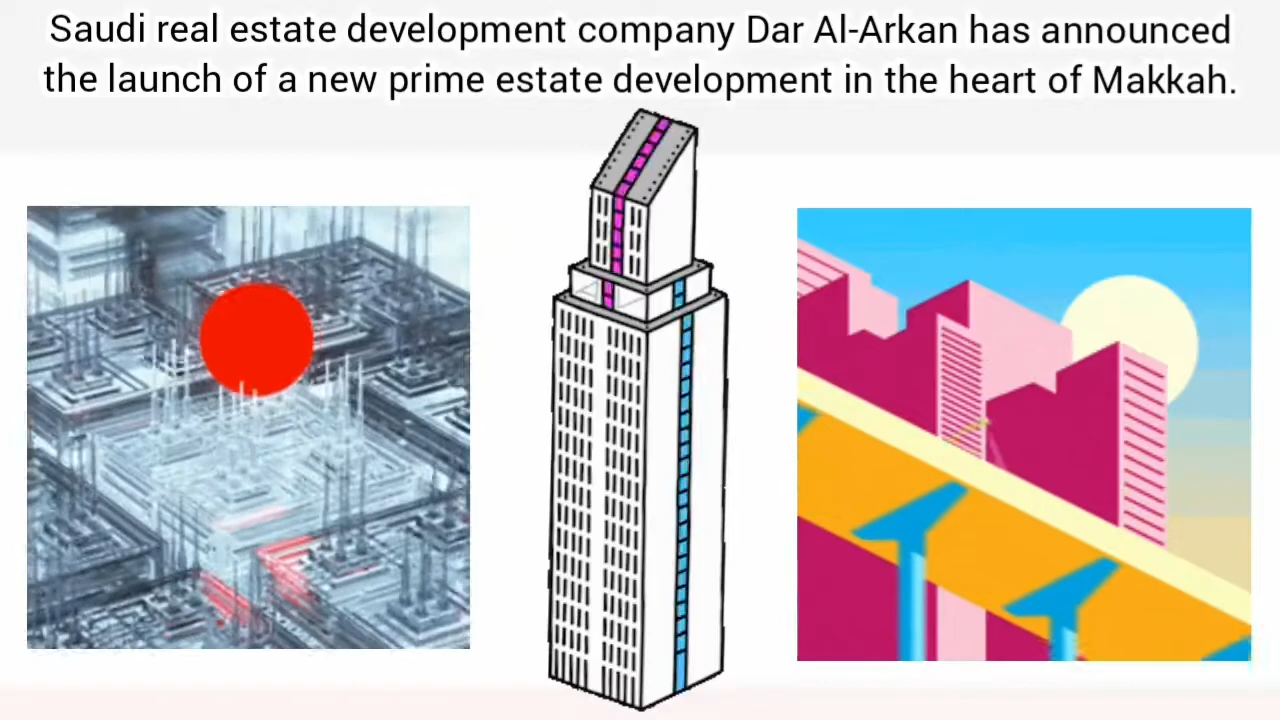 Saudi real estate development company Dar Al-Arkan has announced
the launch of a new prime estate development in the heart of Makkah.